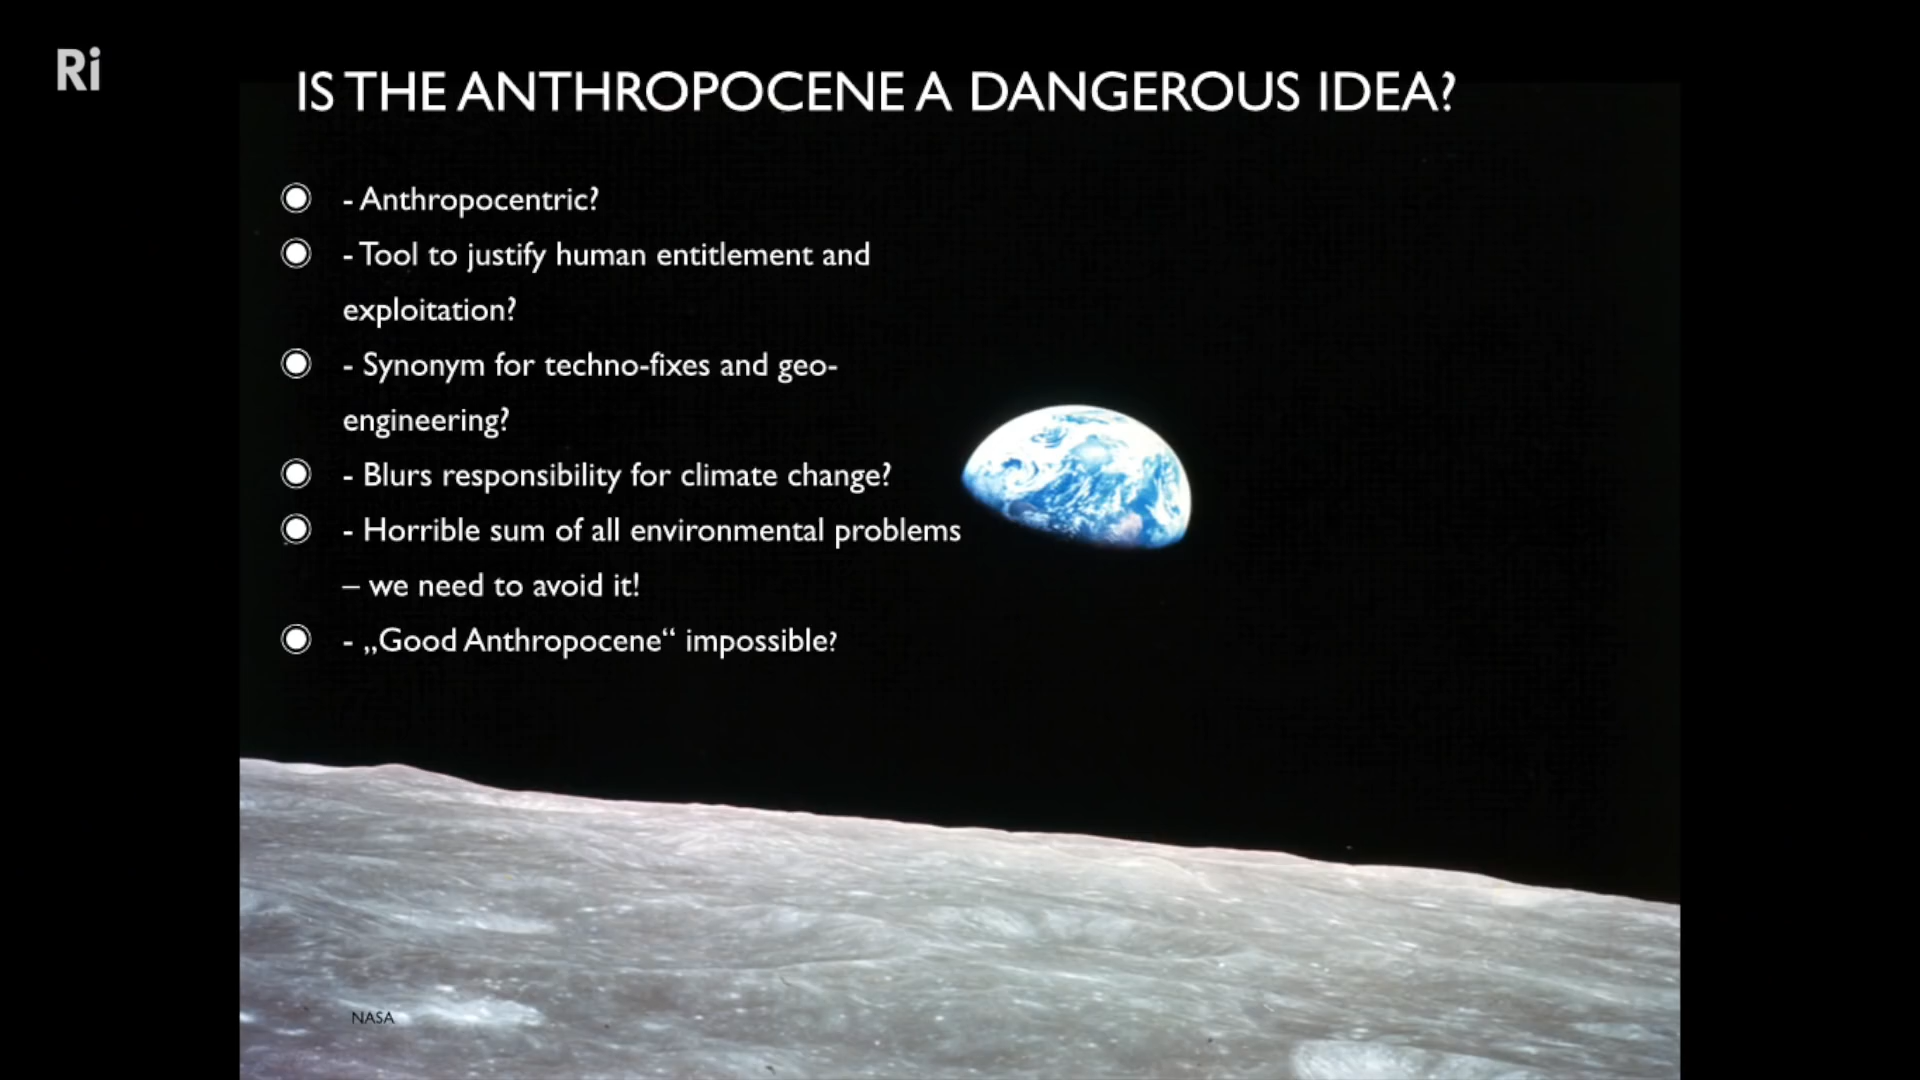 Ri
IS THE ANTHROPOCENE A DANGEROUS IDEA?
- Anthropocentric?
- Tool to justify human entitlement and
exploitation?
- Synonym for techno-fixes and geo-
engineering?
- Blurs responsibility for climate change?
- Horrible sum of all environmental problems
– we need to avoid it!
- „Good Anthropocene“ impossible?
NASA